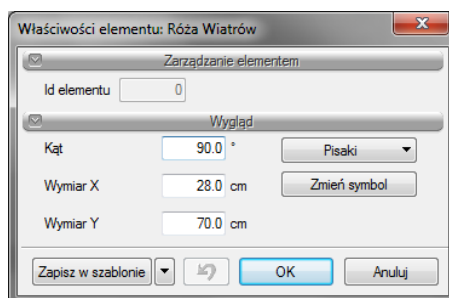 Właściwości elementu: Róża Wiatrów
Zarządzanie elementem
Id elementu 0
Wygląd
Kąt 90.0 ° Pisaki
Wymiar X 28.0 cm Zmień symbol
Wymiar Y 70.0 cm
Zapisz w szablonie OK Anuluj